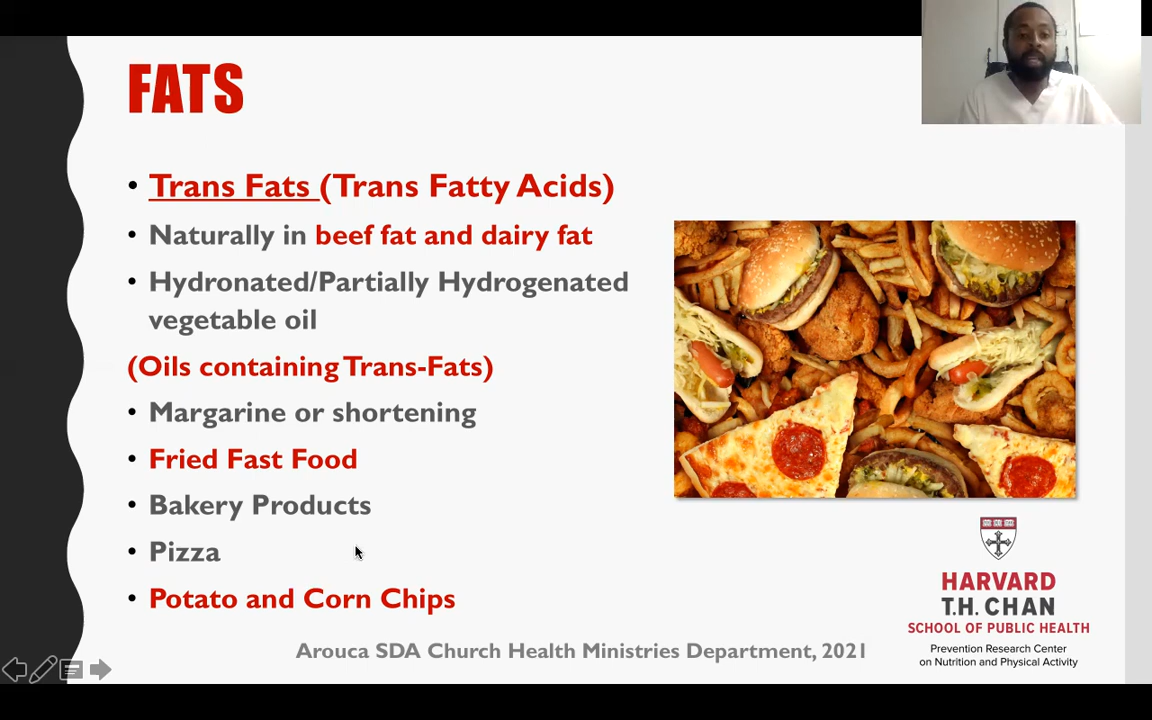 FATS
• Trans Fats (Trans Fatty Acids)
• Naturally in beef fat and dairy fat
• Hydronated/Partially Hydrogenated
vegetable oil
(Oils containing Trans-Fats)
• Margarine or shortening
• Fried Fast Food
• Bakery Products
• Pizza
• Potato and Corn Chips
Arouca SDA Church Health Ministries Department, 2021
HARVARD
T.H. CHAN
SCHOOL OF PUBLIC HEALTH
Prevention Research Center
on Nutrition and Physical Activity